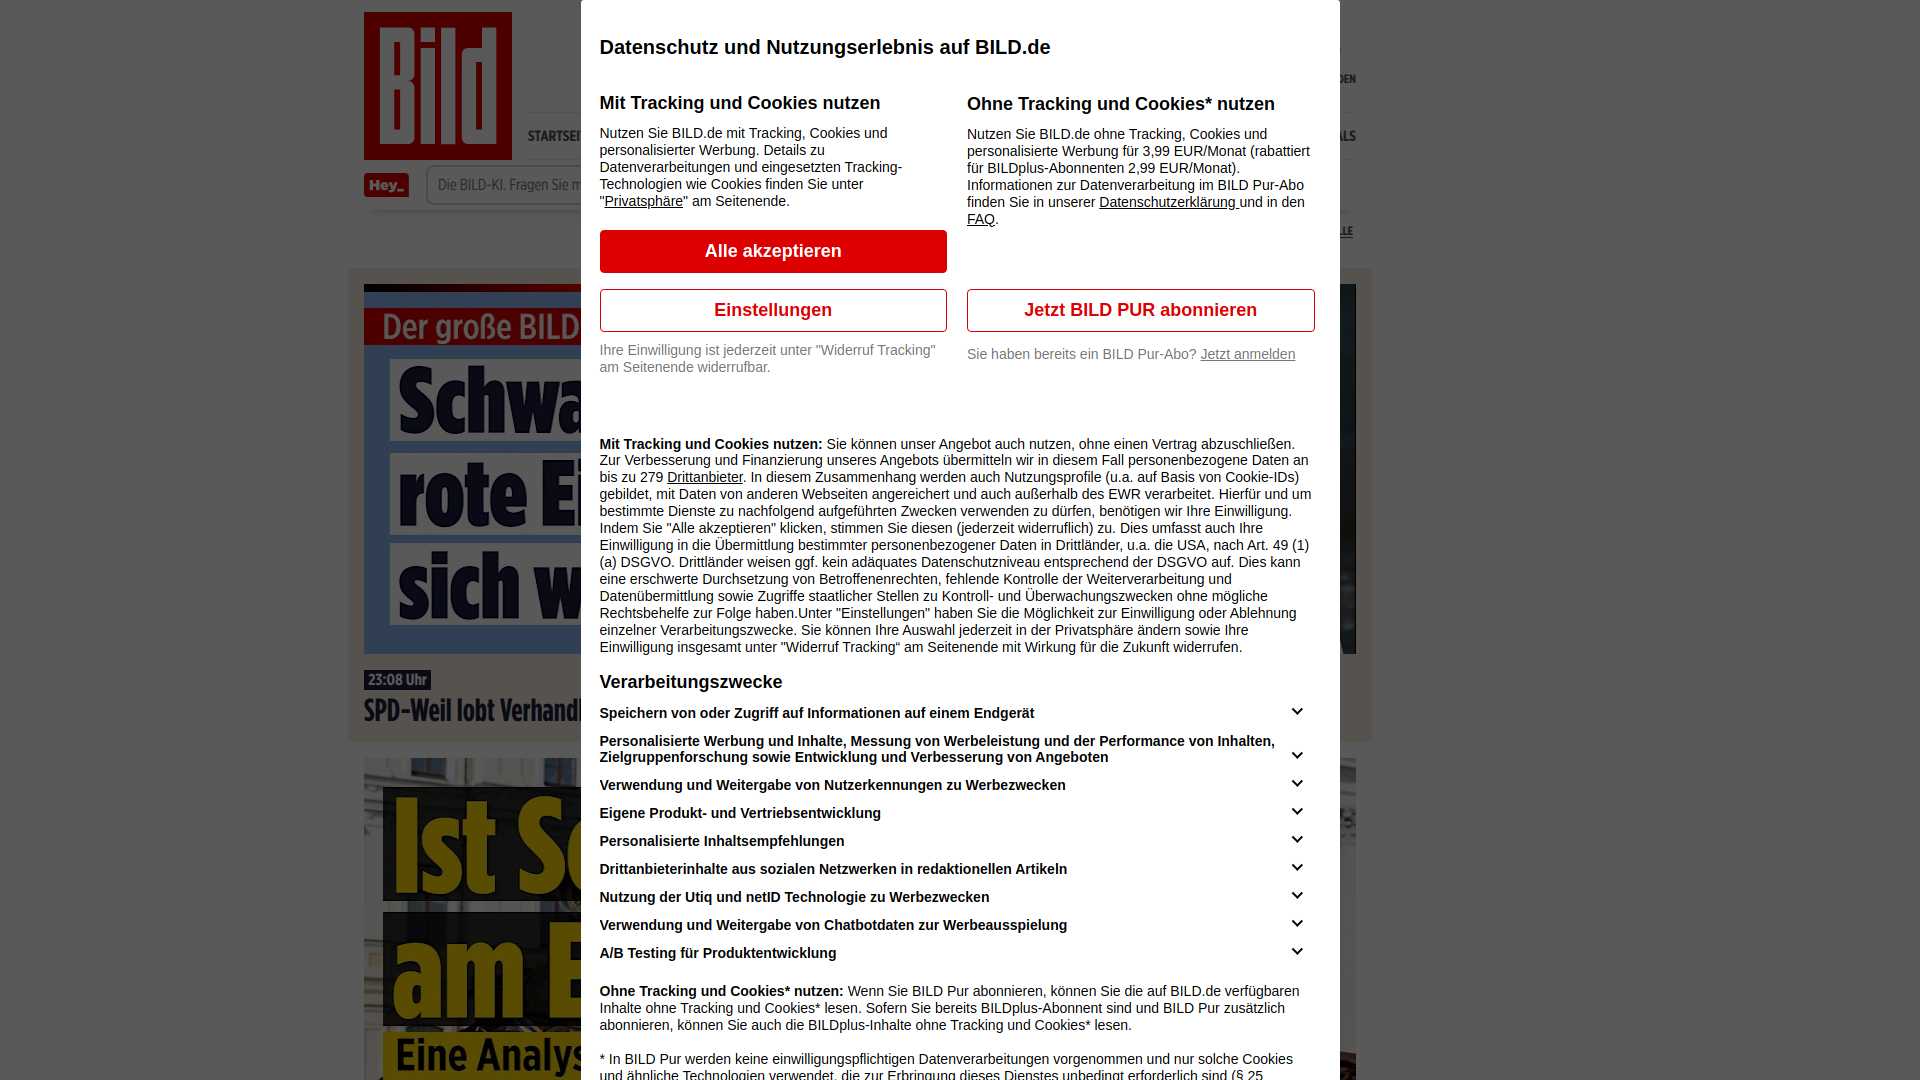 Bild
DEN
STARTSEI
ALS
Hey_
Die BILD-KI. Fragen Sie m
LLE
Der große BILD
Schwa
rote Ei
sich w
23:08 Uhr
SPD-Weil lobt Verhandl
Ist So
am E
Eine Analys
Datenschutz und Nutzungserlebnis auf BILD.de
Mit Tracking und Cookies nutzen
Nutzen Sie BILD.de mit Tracking, Cookies und
personalisierter Werbung. Details zu
Datenverarbeitungen und eingesetzten Tracking-
Technologien wie Cookies finden Sie unter
"Privatsphäre" am Seitenende.
Alle akzeptieren
Einstellungen
Ihre Einwilligung ist jederzeit unter "Widerruf Tracking"
am Seitenende widerrufbar.
Ohne Tracking und Cookies* nutzen
Nutzen Sie BILD.de ohne Tracking, Cookies und
personalisierte Werbung für 3,99 EUR/Monat (rabattiert
für BILDplus-Abonnenten 2,99 EUR/Monat).
Informationen zur Datenverarbeitung im BILD Pur-Abo
finden Sie in unserer Datenschutzerklärung und in den
FAQ.
Jetzt BILD PUR abonnieren
Sie haben bereits ein BILD Pur-Abo? Jetzt anmelden
Mit Tracking und Cookies nutzen: Sie können unser Angebot auch nutzen, ohne einen Vertrag abzuschließen.
Zur Verbesserung und Finanzierung unseres Angebots übermitteln wir in diesem Fall personenbezogene Daten an
bis zu 279 Drittanbieter. In diesem Zusammenhang werden auch Nutzungsprofile (u.a. auf Basis von Cookie-IDs)
gebildet, mit Daten von anderen Webseiten angereichert und auch außerhalb des EWR verarbeitet. Hierfür und um
bestimmte Dienste zu nachfolgend aufgeführten Zwecken verwenden zu dürfen, benötigen wir Ihre Einwilligung.
Indem Sie "Alle akzeptieren" klicken, stimmen Sie diesen (jederzeit widerruflich) zu. Dies umfasst auch Ihre
Einwilligung in die Übermittlung bestimmter personenbezogener Daten in Drittländer, u.a. die USA, nach Art. 49 (1)
(a) DSGVO. Drittländer weisen ggf. kein adäquates Datenschutzniveau entsprechend der DSGVO auf. Dies kann
eine erschwerte Durchsetzung von Betroffenenrechten, fehlende Kontrolle der Weiterverarbeitung und
Datenübermittlung sowie Zugriffe staatlicher Stellen zu Kontroll- und Überwachungszwecken ohne mögliche
Rechtsbehelfe zur Folge haben.Unter "Einstellungen" haben Sie die Möglichkeit zur Einwilligung oder Ablehnung
einzelner Verarbeitungszwecke. Sie können Ihre Auswahl jederzeit in der Privatsphäre ändern sowie Ihre
Einwilligung insgesamt unter "Widerruf Tracking“ am Seitenende mit Wirkung für die Zukunft widerrufen.
Verarbeitungszwecke
Speichern von oder Zugriff auf Informationen auf einem Endgerät
Personalisierte Werbung und Inhalte, Messung von Werbeleistung und der Performance von Inhalten,
Zielgruppenforschung sowie Entwicklung und Verbesserung von Angeboten
Verwendung und Weitergabe von Nutzerkennungen zu Werbezwecken
Eigene Produkt- und Vertriebsentwicklung
Personalisierte Inhaltsempfehlungen
Drittanbieterinhalte aus sozialen Netzwerken in redaktionellen Artikeln
Nutzung der Utiq und netID Technologie zu Werbezwecken
Verwendung und Weitergabe von Chatbotdaten zur Werbeausspielung
A/B Testing für Produktentwicklung
Ohne Tracking und Cookies* nutzen: Wenn Sie BILD Pur abonnieren, können Sie die auf BILD.de verfügbaren
Inhalte ohne Tracking und Cookies* lesen. Sofern Sie bereits BILDplus-Abonnent sind und BILD Pur zusätzlich
abonnieren, können Sie auch die BILDplus-Inhalte ohne Tracking und Cookies* lesen.
* In BILD Pur werden keine einwilligungspflichtigen Datenverarbeitungen vorgenommen und nur solche Cookies
und ähnliche Technologien verwendet, die zur Erbringung dieses Dienstes unbedingt erforderlich sind (§ 25